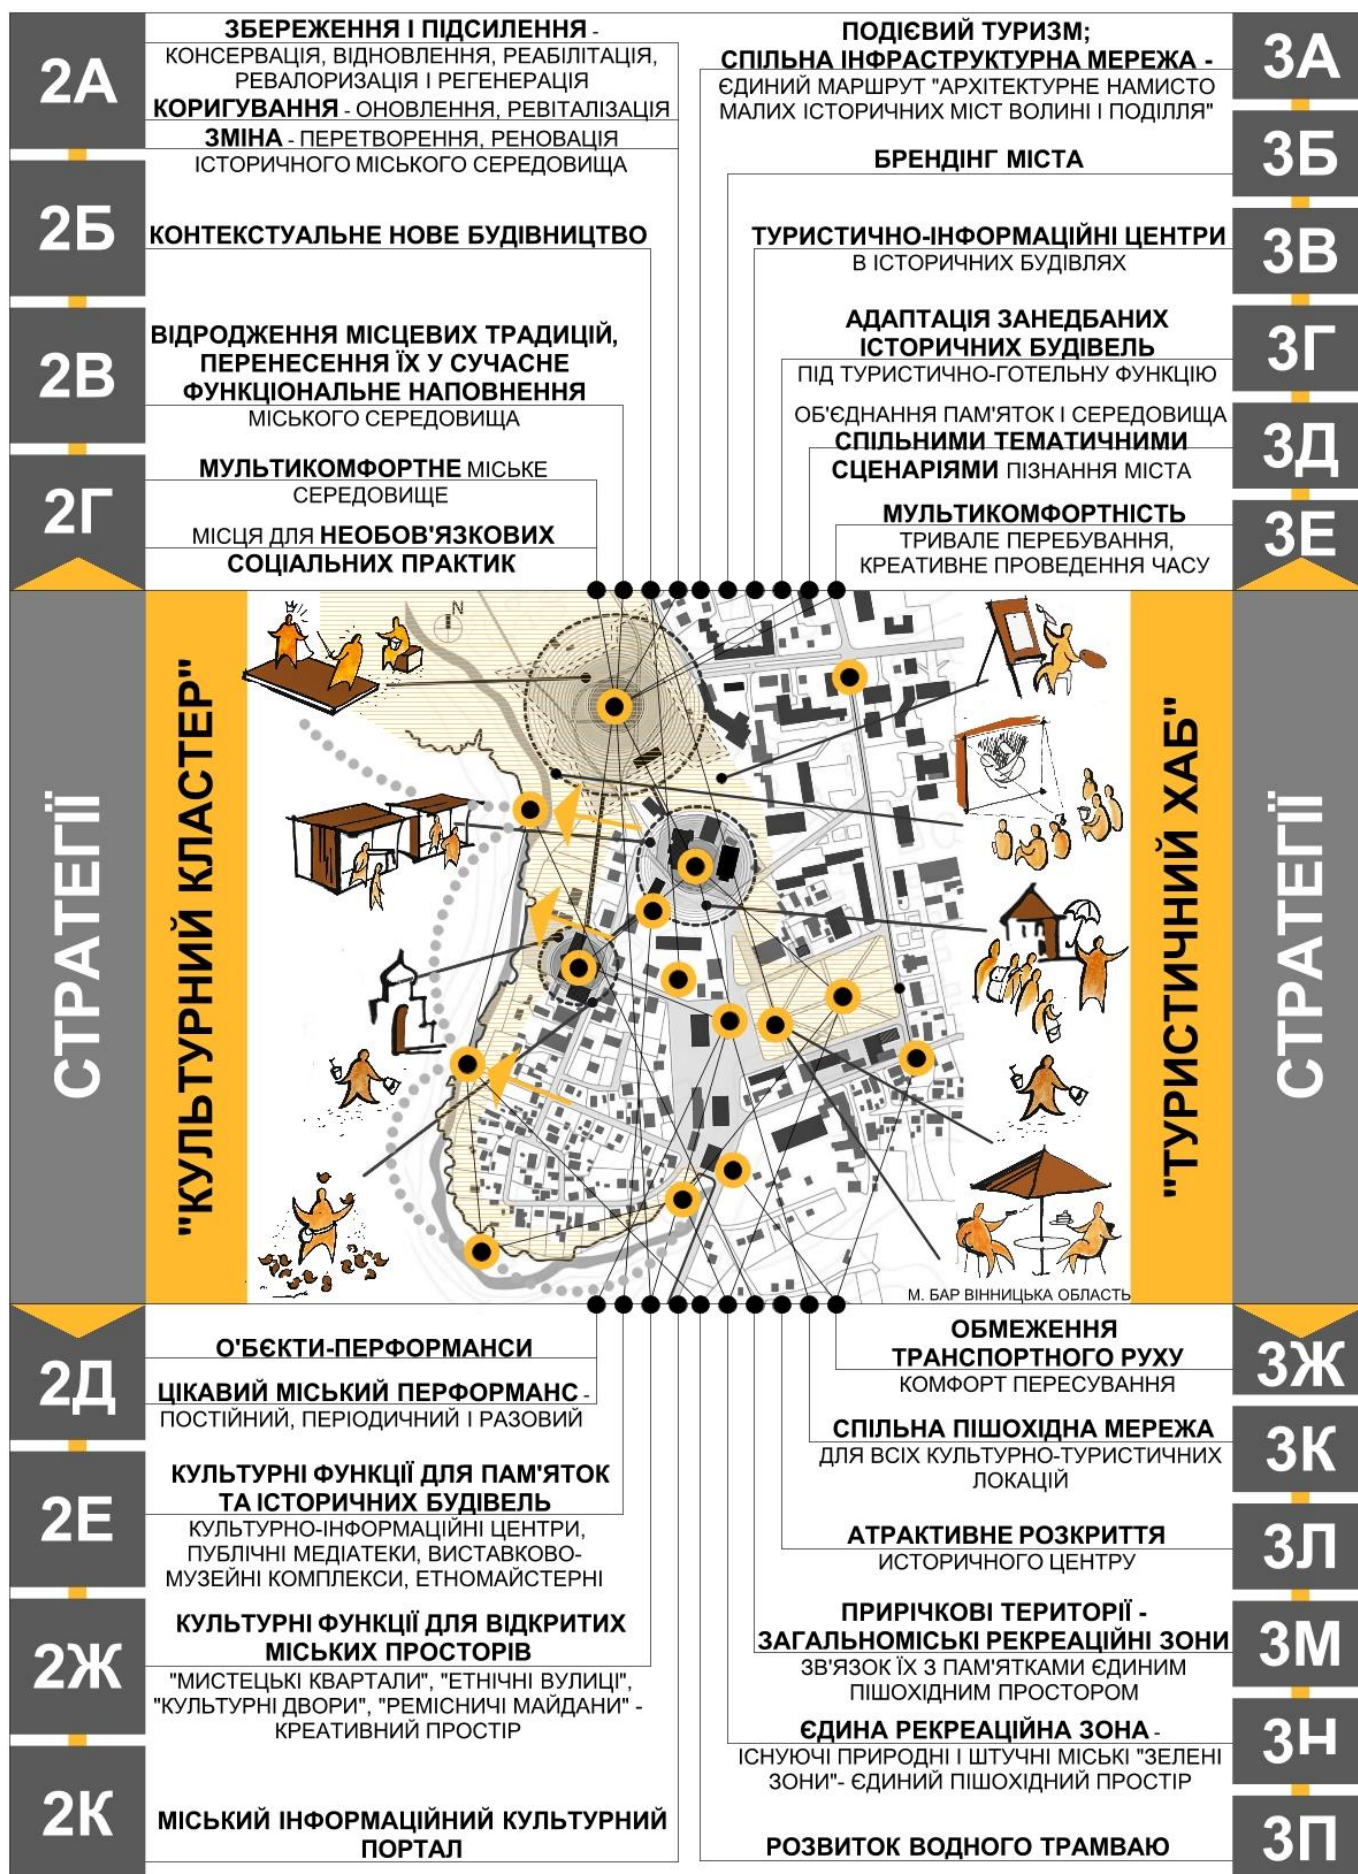 2А
ЗБЕРЕЖЕННЯ І ПІДСИЛЕННЯ -
КОНСЕРВАЦІЯ, ВІДНОВЛЕННЯ, РЕАБІЛІТАЦІЯ,
РЕВАЛОРИЗАЦІЯ І РЕГЕНЕРАЦІЯ
КОРИГУВАННЯ - ОНОВЛЕННЯ, РЕВІТАЛІЗАЦІЯ
ЗМІНА - ПЕРЕТВОРЕННЯ, РЕНОВАЦІЯ
ІСТОРИЧНОГО МІСЬКОГО СЕРЕДОВИЩА
2Б
КОНТЕКСТУАЛЬНЕ НОВЕ БУДІВНИЦТВО
2В
ВІДРОДЖЕННЯ МІСЦЕВИХ ТРАДИЦІЙ,
ПЕРЕНЕСЕННЯ ЇХ У СУЧАСНЕ
ФУНКЦІОНАЛЬНЕ НАПОВНЕННЯ
МІСЬКОГО СЕРЕДОВИЩА
2Г
МУЛЬТИКОМФОРТНЕ МІСЬКЕ
СЕРЕДОВИЩЕ
МІСЦЯ ДЛЯ НЕОБОВ'ЯЗКОВИХ
СОЦІАЛЬНИХ ПРАКТИК
ПОДІЄВИЙ ТУРИЗМ;
СПІЛЬНА ІНФРАСТРУКТУРНА МЕРЕЖА -
ЄДИНИЙ МАРШРУТ "АРХІТЕКТУРНЕ НАМИСТО
МАЛИХ ІСТОРИЧНИХ МІСТ ВОЛИНІ І ПОДІЛЛЯ"
3А
БРЕНДІНГ МІСТА
3Б
ТУРИСТИЧНО-ІНФОРМАЦІЙНІ ЦЕНТРИ
В ІСТОРИЧНИХ БУДІВЛЯХ
3В
АДАПТАЦІЯ ЗАНЕДБАНИХ
ІСТОРИЧНИХ БУДІВЕЛЬ
ПІД ТУРИСТИЧНО-ГОТЕЛЬНУ ФУНКЦІЮ
3Г
ОБ'ЄДНАННЯ ПАМ'ЯТОК І СЕРЕДОВИЩА
СПІЛЬНИМИ ТЕМАТИЧНИМИ
СЦЕНАРІЯМИ ПІЗНАННЯ МІСТА
3Д
МУЛЬТИКОМФОРТНІСТЬ
ТРИВАЛЕ ПЕРЕБУВАННЯ,
КРЕАТИВНЕ ПРОВЕДЕННЯ ЧАСУ
3Е
СТРАТЕГІЇ
"КУЛЬТУРНИЙ КЛАСТЕР"
N
М. БАР ВІННИЦЬКА ОБЛАСТЬ
"ТУРИСТИЧНИЙ ХАБ"
СТРАТЕГІЇ
2Д
О'БЄКТИ-ПЕРФОРМАНСИ
ЦІКАВИЙ МІСЬКИЙ ПЕРФОРМАНС -
ПОСТІЙНИЙ, ПЕРІОДИЧНИЙ І РАЗОВИЙ
2Е
КУЛЬТУРНІ ФУНКЦІЇ ДЛЯ ПАМ'ЯТОК
ТА ІСТОРИЧНИХ БУДІВЕЛЬ
КУЛЬТУРНО-ІНФОРМАЦІЙНІ ЦЕНТРИ,
ПУБЛІЧНІ МЕДІАТЕКИ, ВИСТАВКОВО-
МУЗЕЙНІ КОМПЛЕКСИ, ЕТНОМАЙСТЕРНІ
2Ж
КУЛЬТУРНІ ФУНКЦІЇ ДЛЯ ВІДКРИТИХ
МІСЬКИХ ПРОСТОРІВ
"МИСТЕЦЬКІ КВАРТАЛИ", "ЕТНІЧНІ ВУЛИЦІ",
"КУЛЬТУРНІ ДВОРИ", "РЕМІСНИЧІ МАЙДАНИ" -
КРЕАТИВНИЙ ПРОСТІР
2К
МІСЬКИЙ ІНФОРМАЦІЙНИЙ КУЛЬТУРНИЙ
ПОРТАЛ
ОБМЕЖЕННЯ
ТРАНСПОРТНОГО РУХУ
КОМФОРТ ПЕРЕСУВАННЯ
3Ж
СПІЛЬНА ПІШОХІДНА МЕРЕЖА
ДЛЯ ВСІХ КУЛЬТУРНО-ТУРИСТИЧНИХ
ЛОКАЦІЙ
3К
АТРАКТИВНЕ РОЗКРИТТЯ
ИСТОРИЧНОГО ЦЕНТРУ
3Л
ПРИРІЧКОВІ ТЕРИТОРІЇ -
ЗАГАЛЬНОМІСЬКІ РЕКРЕАЦІЙНІ ЗОНИ
ЗВ'ЯЗОК ЇХ З ПАМ'ЯТКАМИ ЄДИНИМ
ПІШОХІДНИМ ПРОСТОРОМ
3М
ЄДИНА РЕКРЕАЦІЙНА ЗОНА -
ІСНУЮЧІ ПРИРОДНІ І ШТУЧНІ МІСЬКІ "ЗЕЛЕНІ
ЗОНИ"- ЄДИНИЙ ПІШОХІДНИЙ ПРОСТІР
3Н
РОЗВИТОК ВОДНОГО ТРАМВАЮ
3П